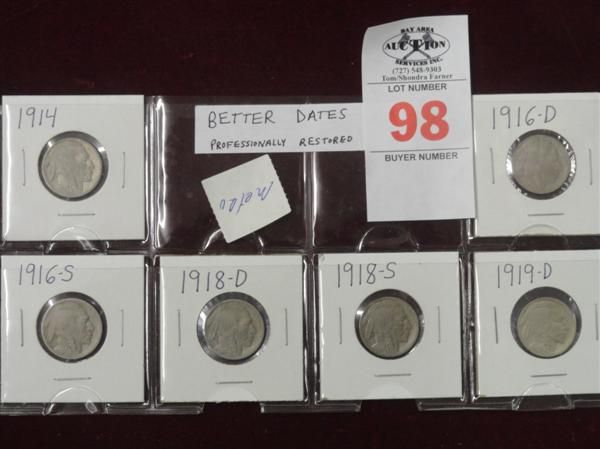 1914
BETTER DATES
PROFESSIONALLY RESTORED
BAY AREA
AUCTION
SERVICES INC.
(727) 548-9303
Tom/Shondra Farner
LOT NUMBER
98
BUYER NUMBER
1916-D
1916-S
1918-D
1918-S
1919-D